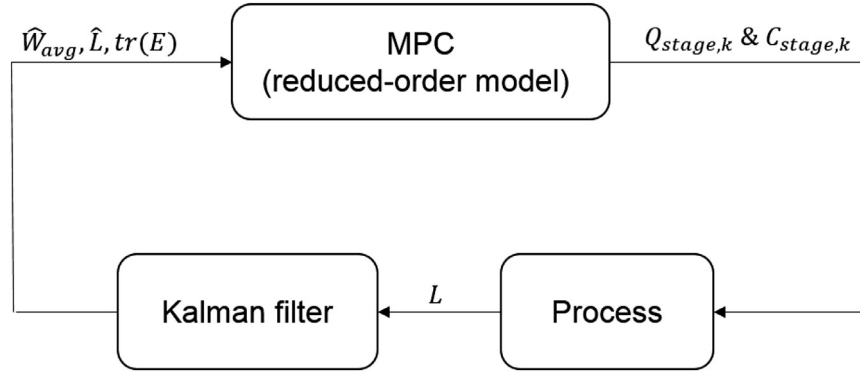 Ŵ_avg, L̂, tr(E)
MPC
(reduced-order model)
Q_stage,k & C_stage,k
Kalman filter
L
Process